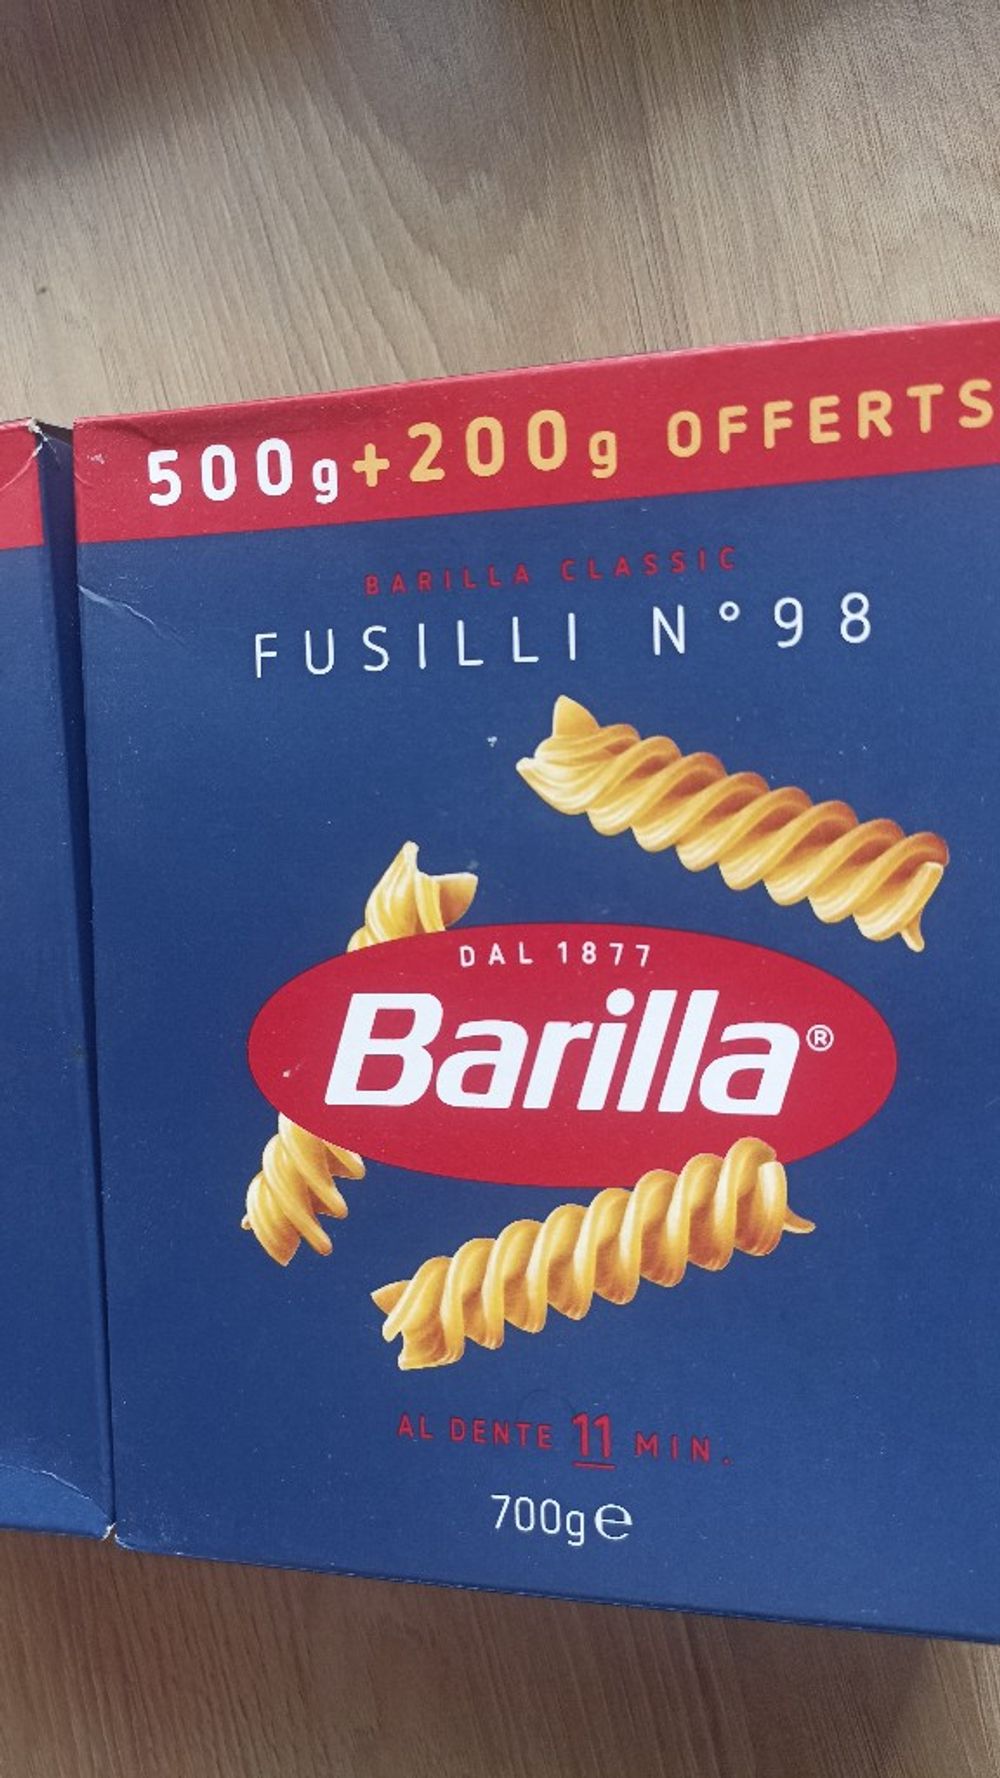 500g+200g OFFERTS
BARILLA CLASSIC
FUSILLI N°98
DAL 1877
Barilla®
AL DENTE 11 MIN.
700g℮